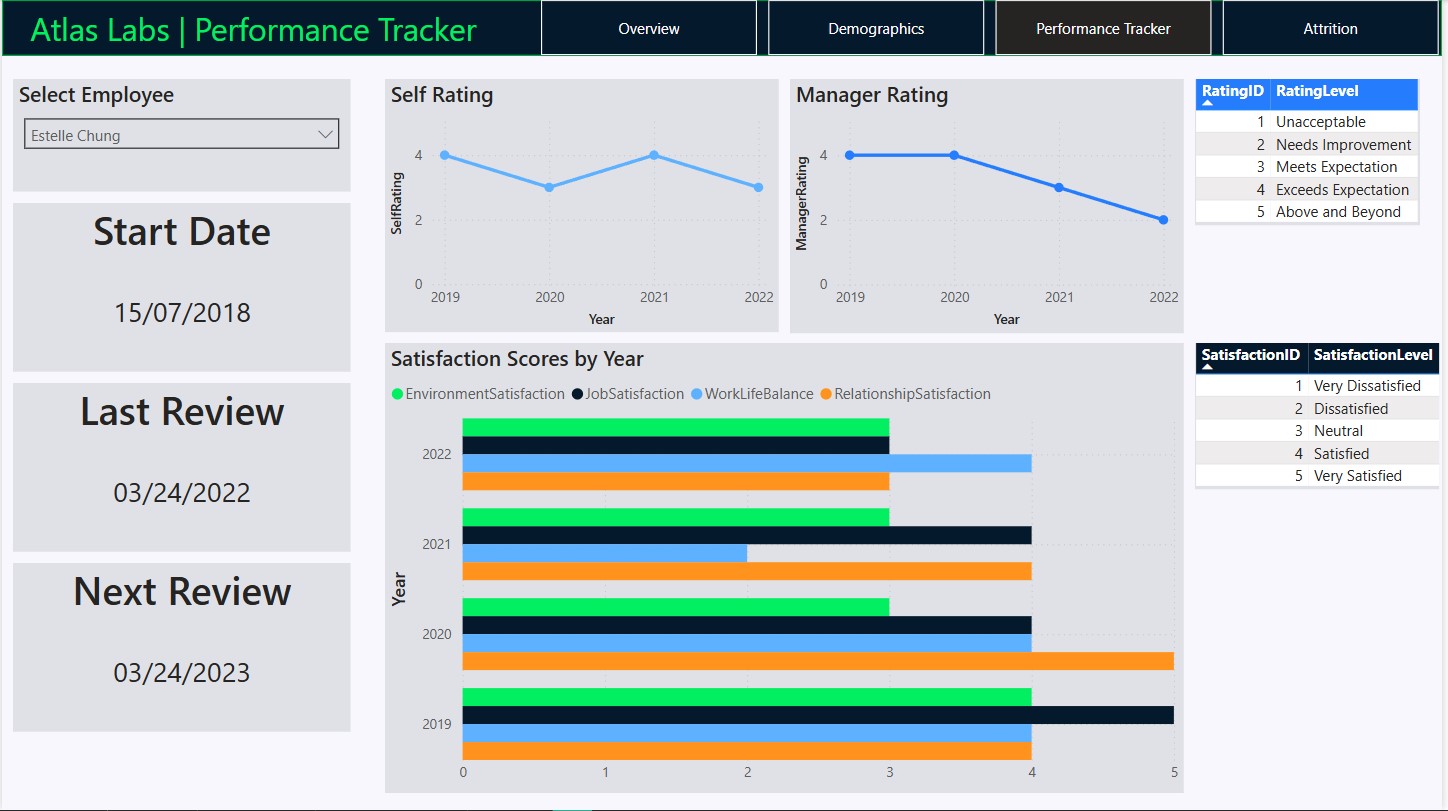 Atlas Labs | Performance Tracker
Overview
Demographics
Performance Tracker
Attrition
Select Employee
Estelle Chung
Start Date
15/07/2018
Last Review
03/24/2022
Next Review
03/24/2023
Self Rating
SelfRating
4
2
0
2019 2020 2021 2022
Year
Manager Rating
ManagerRating
4
2
0
2019 2020 2021 2022
Year
RatingID RatingLevel
1 Unacceptable
2 Needs Improvement
3 Meets Expectation
4 Exceeds Expectation
5 Above and Beyond
Satisfaction Scores by Year
EnvironmentSatisfaction JobSatisfaction WorkLifeBalance RelationshipSatisfaction
Year
2022
2021
2020
2019
0 1 2 3 4 5
SatisfactionID SatisfactionLevel
1 Very Dissatisfied
2 Dissatisfied
3 Neutral
4 Satisfied
5 Very Satisfied